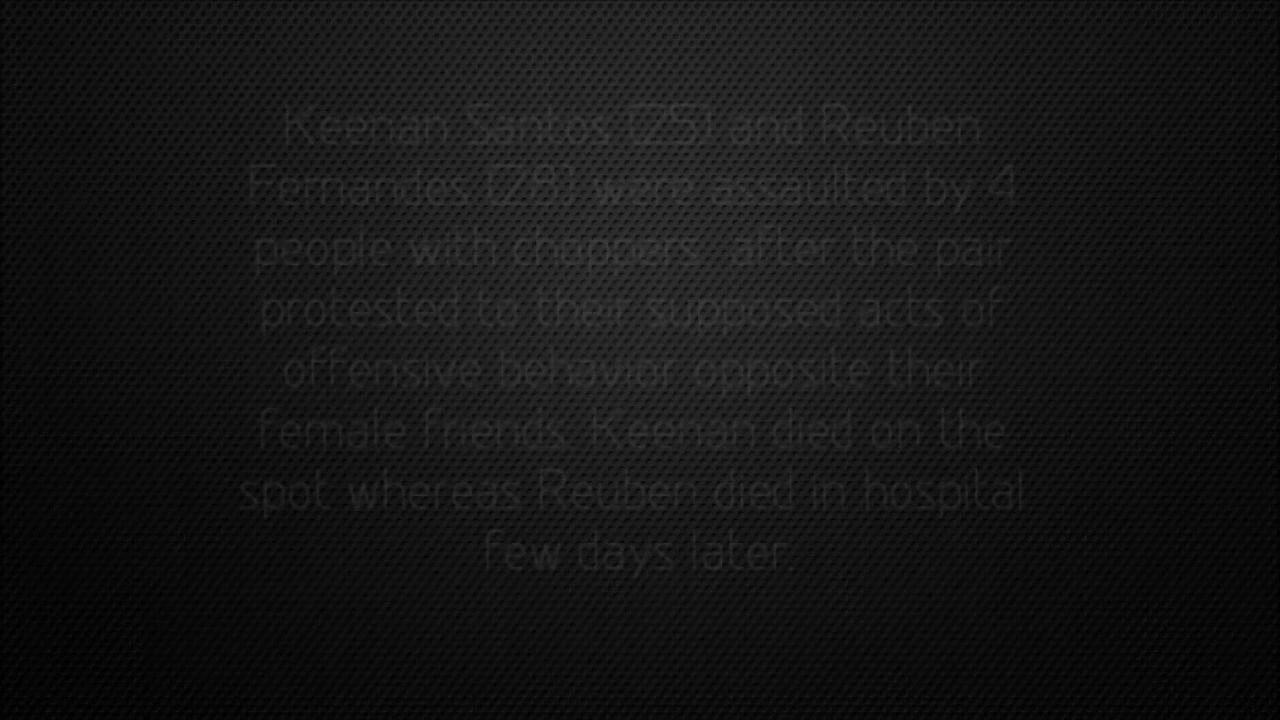 Keenan Santos (25) and Reuben
Fernandes (28) were assaulted by 4
people with choppers, after the pair
protested to their supposed acts of
offensive behavior opposite their
female friends. Keenan died on the
spot whereas Reuben died in hospital
few days later.